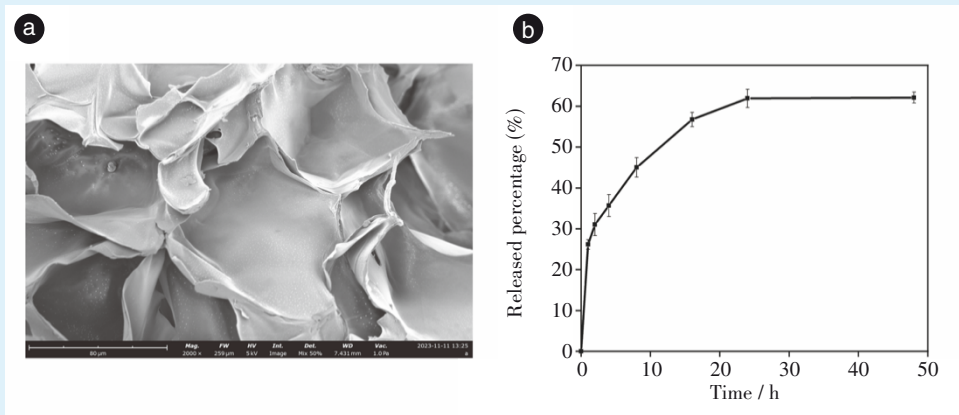 a
b
80 μm
Mag. FW HV Int. Det. WD Vac.
2000 × 259 μm 5 kV Image Mix 50% 7.431 mm 1.0 Pa
2023-11-11 13:25
a
Released percentage (%)
70
60
50
40
30
20
10
0
0 10 20 30 40 50
Time / h